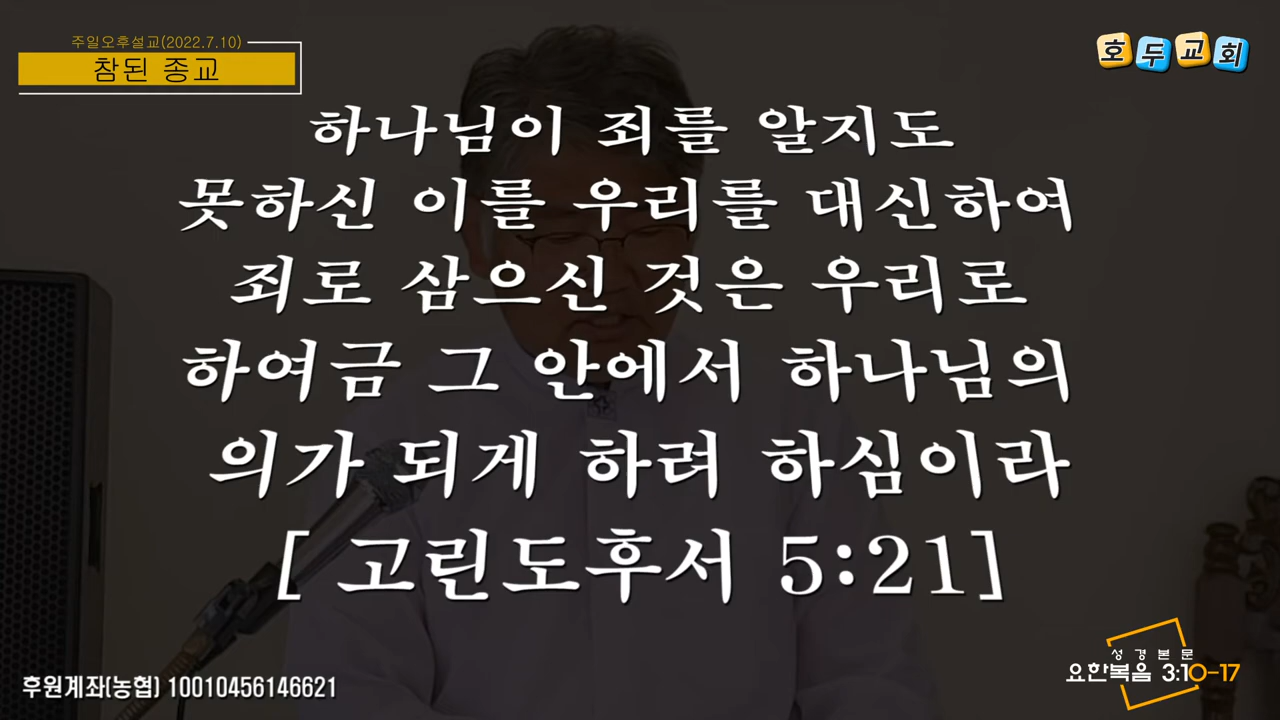 주일오후설교(2022.7.10)
참된 종교
호두교회
하나님이 죄를 알지도
못하신 이를 우리를 대신하여
죄로 삼으신 것은 우리로
하여금 그 안에서 하나님의
의가 되게 하려 하심이라
[ 고린도후서 5:21]
성경본문
요한복음 3:10-17
후원계좌(농협) 10010456146621